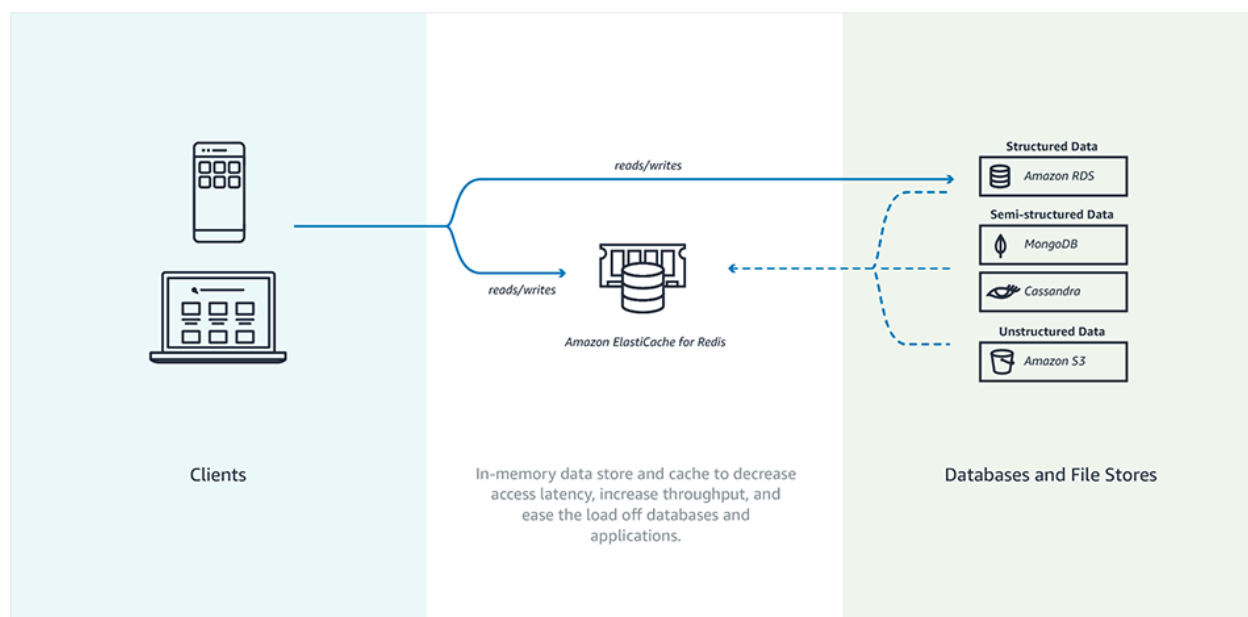 reads/writes
Structured Data
Amazon RDS
Semi-structured Data
MongoDB
Cassandra
reads/writes
Amazon ElastiCache for Redis
Unstructured Data
Amazon S3
Clients
In-memory data store and cache to decrease
access latency, increase throughput, and
ease the load off databases and
applications.
Databases and File Stores